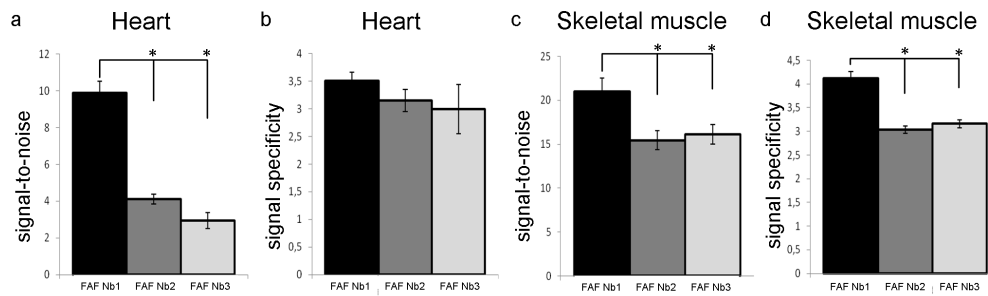 a Heart
signal-to-noise
12
10
8
6
4
2
0
* *
FAF Nb1 FAF Nb2 FAF Nb3
b Heart
signal specificity
4
3,5
3
2,5
2
1,5
1
0,5
0
FAF Nb1 FAF Nb2 FAF Nb3
c Skeletal muscle
signal-to-noise
25
20
15
10
5
0
* *
FAF Nb1 FAF Nb2 FAF Nb3
d Skeletal muscle
signal specificity
4,5
4
3,5
3
2,5
2
1,5
1
0,5
0
* *
FAF Nb1 FAF Nb2 FAF Nb3